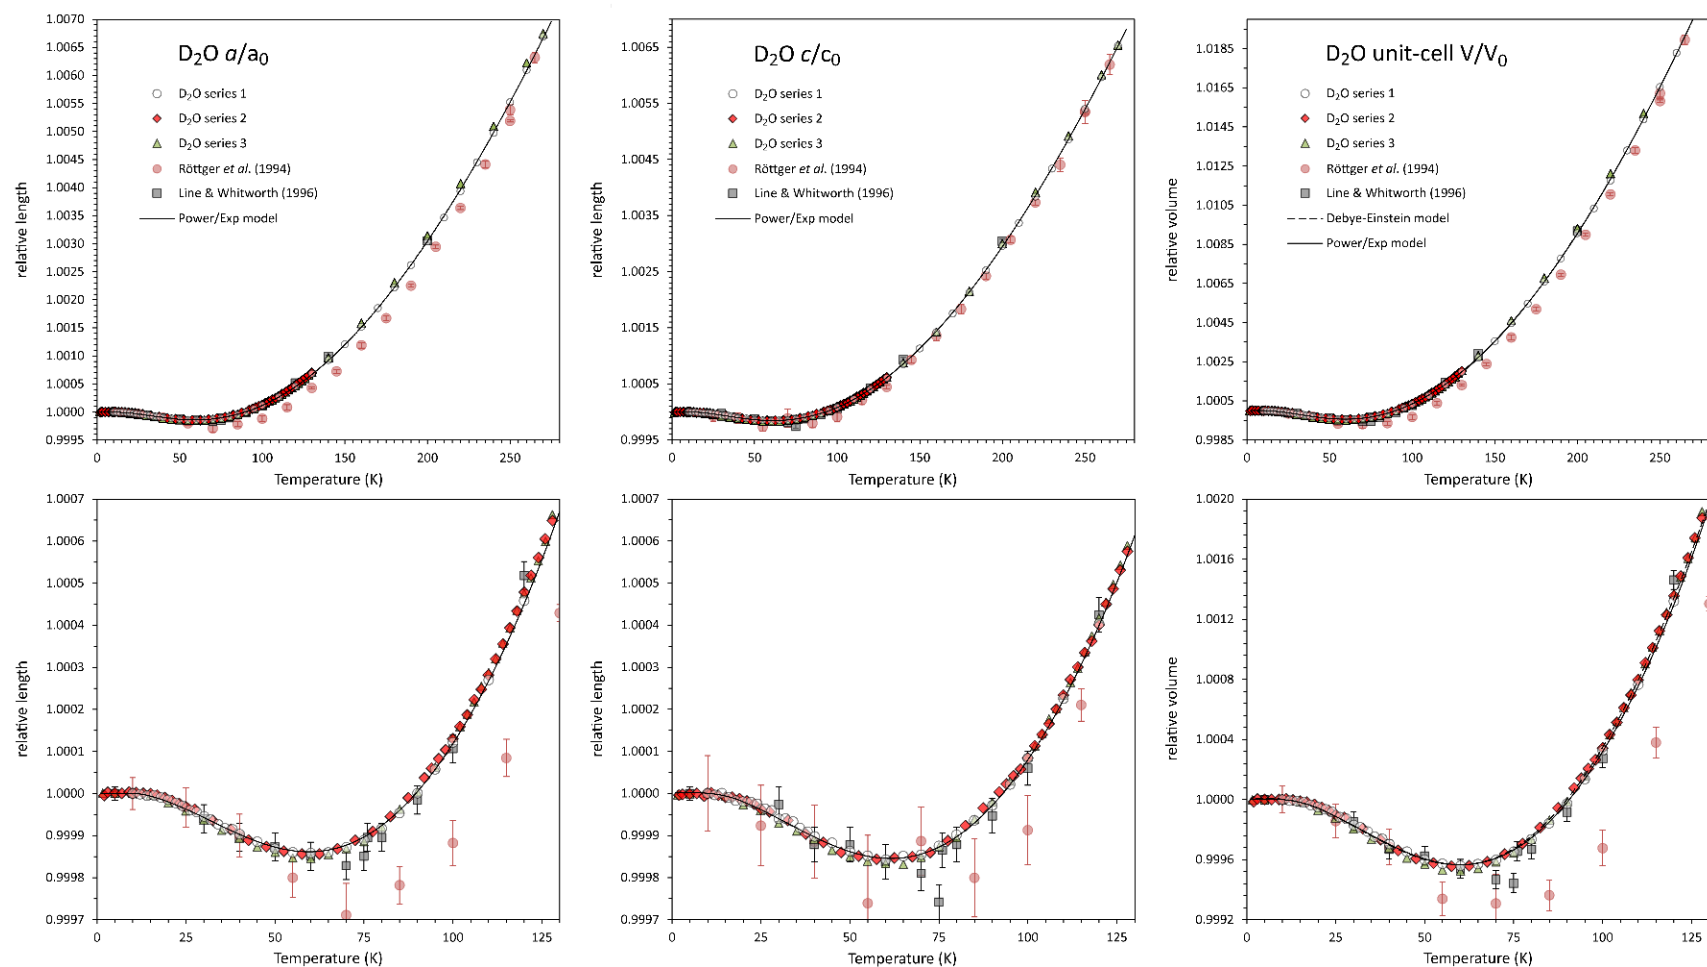 D₂O a/a₀
D₂O series 1
D₂O series 2
D₂O series 3
Röttger et al. (1994)
Line & Whitworth (1996)
Power/Exp model
relative length
1.0070
1.0065
1.0060
1.0055
1.0050
1.0045
1.0040
1.0035
1.0030
1.0025
1.0020
1.0015
1.0010
1.0005
1.0000
0.9995
0 50 100 150 200 250
Temperature (K)
D₂O c/c₀
D₂O series 1
D₂O series 2
D₂O series 3
Röttger et al. (1994)
Line & Whitworth (1996)
Power/Exp model
relative length
1.0065
1.0055
1.0045
1.0035
1.0025
1.0015
1.0005
0.9995
0 50 100 150 200 250
Temperature (K)
D₂O unit-cell V/V₀
D₂O series 1
D₂O series 2
D₂O series 3
Röttger et al. (1994)
Line & Whitworth (1996)
Debye-Einstein model
Power/Exp model
relative volume
1.0185
1.0165
1.0145
1.0125
1.0105
1.0085
1.0065
1.0045
1.0025
1.0005
0.9985
0 50 100 150 200 250
Temperature (K)
relative length
1.0007
1.0006
1.0005
1.0004
1.0003
1.0002
1.0001
1.0000
0.9999
0.9998
0.9997
0 25 50 75 100 125
Temperature (K)
relative length
1.0007
1.0006
1.0005
1.0004
1.0003
1.0002
1.0001
1.0000
0.9999
0.9998
0.9997
0 25 50 75 100 125
Temperature (K)
relative volume
1.0020
1.0016
1.0012
1.0008
1.0004
1.0000
0.9996
0.9992
0 25 50 75 100 125
Temperature (K)